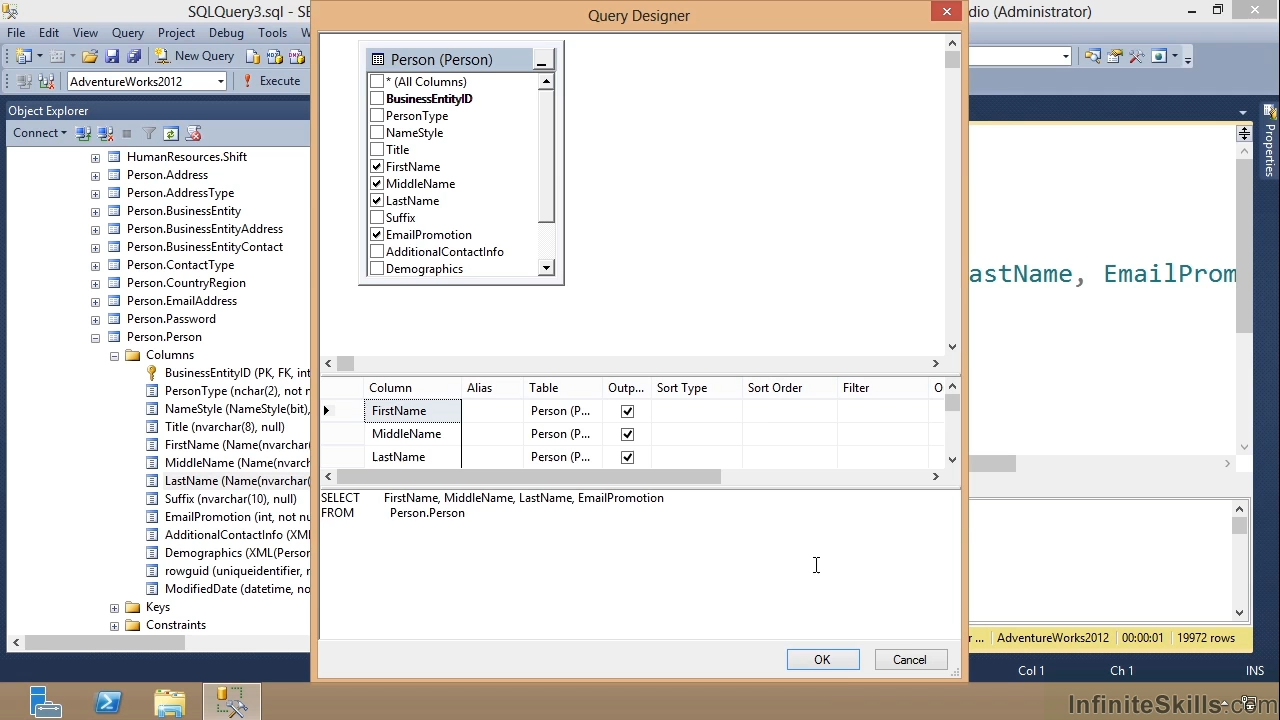 SQLQuery3.sql - SE
Query Designer
dio (Administrator)
File Edit View Query Project Debug Tools W
New Query
AdventureWorks2012
Execute
Object Explorer
Connect
HumanResources.Shift
Person.Address
Person.AddressType
Person.BusinessEntity
Person.BusinessEntityAddress
Person.BusinessEntityContact
Person.ContactType
Person.CountryRegion
Person.EmailAddress
Person.Password
Person.Person
Columns
BusinessEntityID (PK, FK, int
PersonType (nchar(2), not n
NameStyle (NameStyle(bit),
Title (nvarchar(8), null)
FirstName (Name(nvarchar
MiddleName (Name(nvarch
LastName (Name(nvarchar(
Suffix (nvarchar(10), null)
EmailPromotion (int, not nu
AdditionalContactInfo (XML
Demographics (XML(Person
rowguid (uniqueidentifier, n
ModifiedDate (datetime, no
Keys
Constraints
Person (Person)
* (All Columns)
BusinessEntityID
PersonType
NameStyle
Title
FirstName
MiddleName
LastName
Suffix
EmailPromotion
AdditionalContactInfo
Demographics
Column Alias Table Outp... Sort Type Sort Order Filter O
FirstName Person (P...
MiddleName Person (P...
LastName Person (P...
SELECT FirstName, MiddleName, LastName, EmailPromotion
FROM Person.Person
OK Cancel
Properties
astName, EmailProm
r ... AdventureWorks2012 00:00:01 19972 rows
Col 1 Ch 1 INS
InfiniteSkills.com